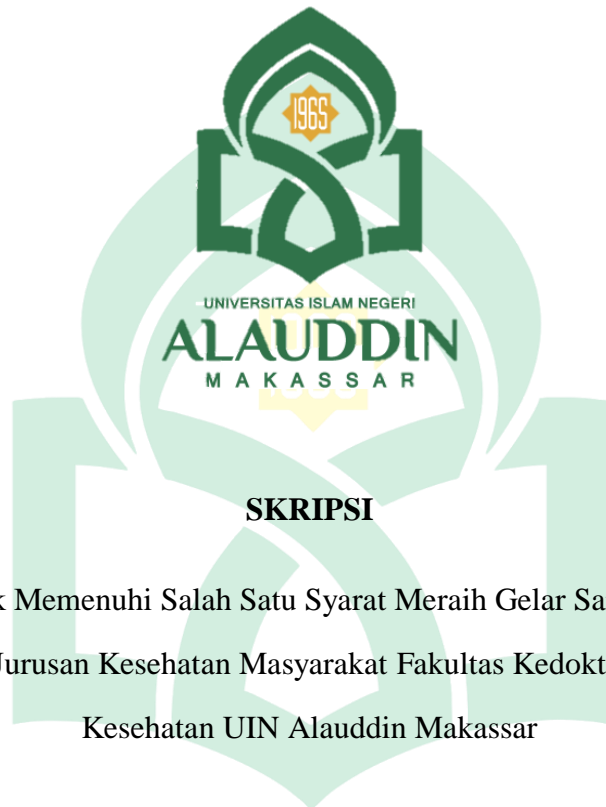 1965
UNIVERSITAS ISLAM NEGERI
ALAUDDIN
MAKASSAR
SKRIPSI
k Memenuhi Salah Satu Syarat Meraih Gelar Sa
Jurusan Kesehatan Masyarakat Fakultas Kedokt
Kesehatan UIN Alauddin Makassar